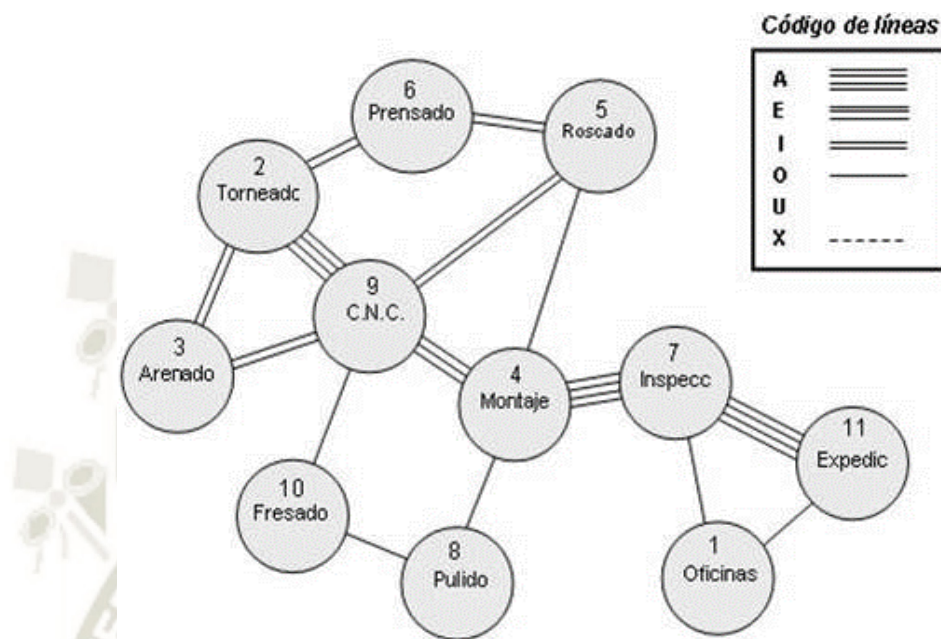 Código de líneas
A
E
I
O
U
X
6
Prensado
5
Roscado
2
Torneadc
9
C.N.C.
3
Arenado
4
Montaje
7
Inspecc
11
Expedic
10
Fresado
8
Pulido
1
Oficinas